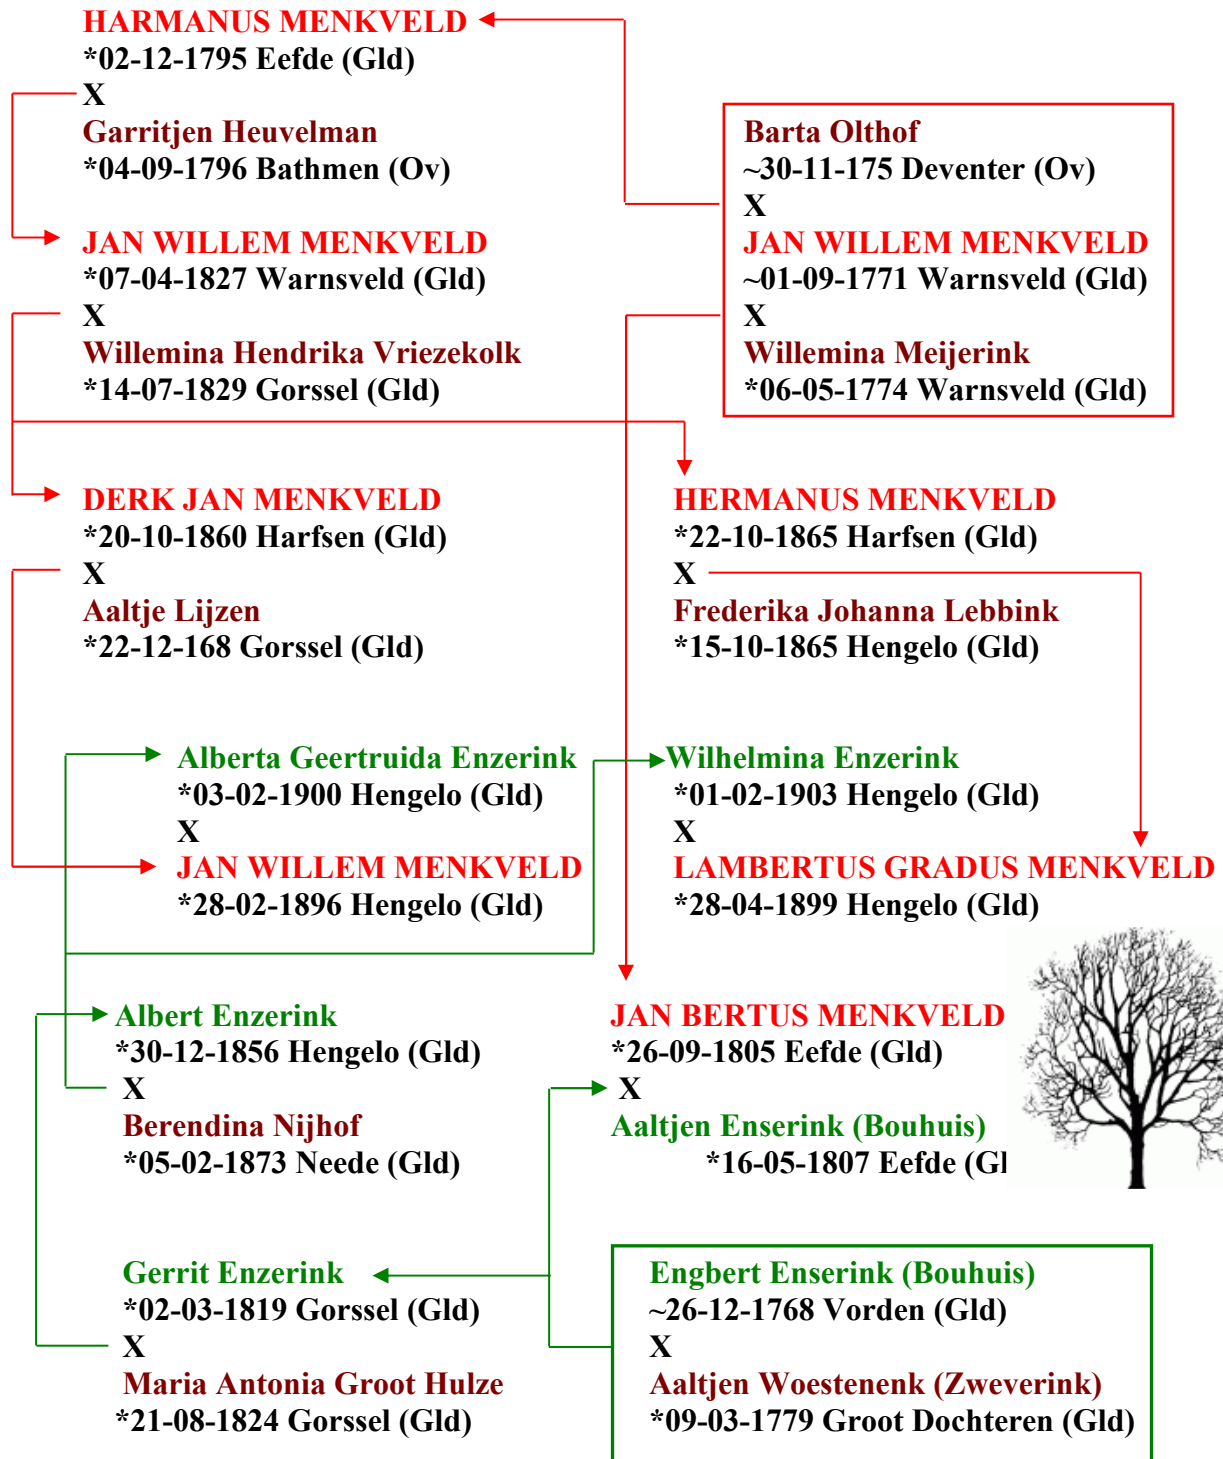 HARMANUS MENKVELD
*02-12-1795 Eefde (Gld)
X
Garritjen Heuvelman
*04-09-1796 Bathmen (Ov)
Barta Olthof
~30-11-175 Deventer (Ov)
X
JAN WILLEM MENKVELD
~01-09-1771 Warnsveld (Gld)
X
Willemina Meijerink
*06-05-1774 Warnsveld (Gld)
JAN WILLEM MENKVELD
*07-04-1827 Warnsveld (Gld)
X
Willemina Hendrika Vriezekolk
*14-07-1829 Gorssel (Gld)
DERK JAN MENKVELD
*20-10-1860 Harfsen (Gld)
X
Aaltje Lijzen
*22-12-168 Gorssel (Gld)
HERMANUS MENKVELD
*22-10-1865 Harfsen (Gld)
X
Frederika Johanna Lebbink
*15-10-1865 Hengelo (Gld)
Alberta Geertruida Enzerink
*03-02-1900 Hengelo (Gld)
X
JAN WILLEM MENKVELD
*28-02-1896 Hengelo (Gld)
Wilhelmina Enzerink
*01-02-1903 Hengelo (Gld)
X
LAMBERTUS GRADUS MENKVELD
*28-04-1899 Hengelo (Gld)
Albert Enzerink
*30-12-1856 Hengelo (Gld)
X
Berendina Nijhof
*05-02-1873 Neede (Gld)
JAN BERTUS MENKVELD
*26-09-1805 Eefde (Gld)
X
Aaltjen Enserink (Bouhuis)
*16-05-1807 Eefde (Gl
Gerrit Enzerink
*02-03-1819 Gorssel (Gld)
X
Maria Antonia Groot Hulze
*21-08-1824 Gorssel (Gld)
Engbert Enserink (Bouhuis)
~26-12-1768 Vorden (Gld)
X
Aaltjen Woestenenk (Zweverink)
*09-03-1779 Groot Dochteren (Gld)